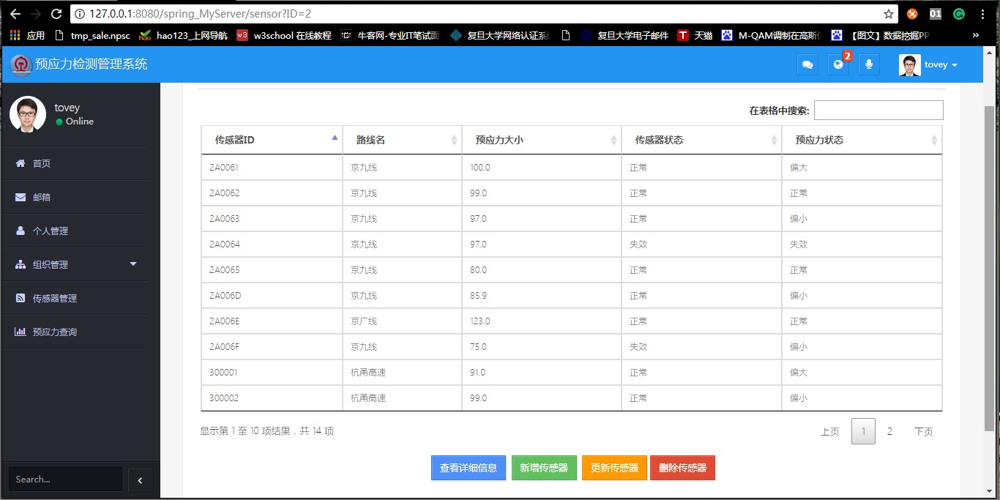 127.0.0.1:8080/spring_MyServer/sensor?ID=2
01
应用 tmp_sale.npsc hao123_上网导航 w3school 在线教程 牛客网-专业IT笔试面 复旦大学网络认证系 复旦大学电子邮件 天猫 M-QAM调制在高斯 【图文】数据挖掘PP »
预应力检测管理系统
2
tovey
tovey
Online
首页
邮箱
个人管理
组织管理
传感器管理
预应力查询
Search...
在表格中搜索:
传感器ID 路线名 预应力大小 传感器状态 预应力状态
2A0061 京九线 100.0 正常 偏大
2A0062 京九线 99.0 正常 正常
2A0063 京九线 97.0 正常 偏小
2A0064 京九线 97.0 失效 失效
2A0065 京九线 80.0 正常 正常
2A006D 京九线 85.9 正常 偏小
2A006E 京广线 123.0 正常 正常
2A006F 京九线 75.0 失效 偏小
300001 杭甬高速 91.0 正常 偏大
300002 杭甬高速 99.0 正常 偏小
显示第 1 至 10 项结果，共 14 项
上页 1 2 下页
查看详细信息 新增传感器 更新传感器 删除传感器